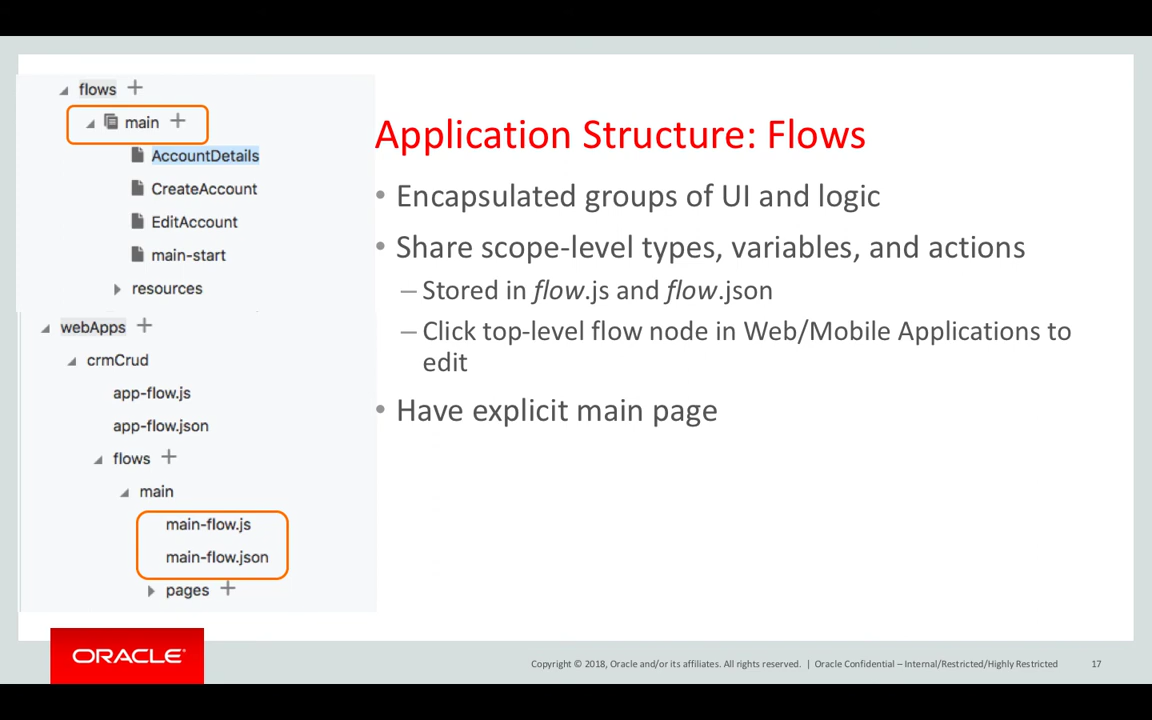 flows +
main +
AccountDetails
CreateAccount
EditAccount
main-start
resources
webApps +
crmCrud
app-flow.js
app-flow.json
flows +
main
main-flow.js
main-flow.json
pages +
Application Structure: Flows
• Encapsulated groups of UI and logic
• Share scope-level types, variables, and actions
– Stored in flow.js and flow.json
– Click top-level flow node in Web/Mobile Applications to
edit
• Have explicit main page
ORACLE®
Copyright © 2018, Oracle and/or its affiliates. All rights reserved. | Oracle Confidential – Internal/Restricted/Highly Restricted 17